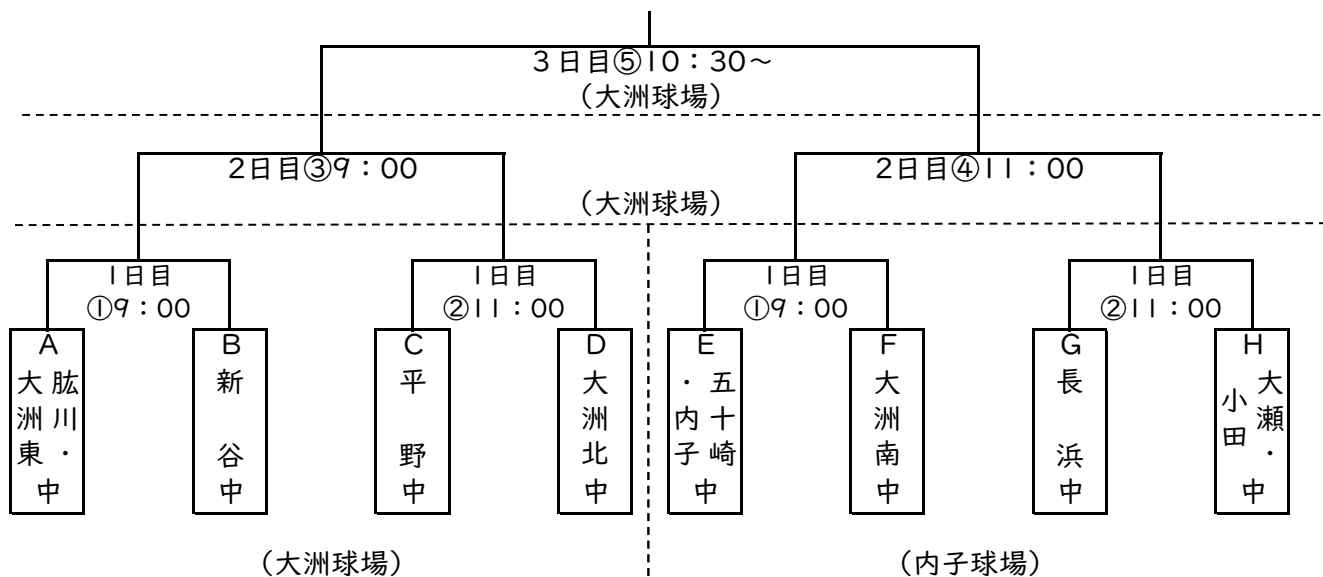 3日目⑤10:30~
(大洲球場)
2日目③9:00
2日目④11:00
(大洲球場)
1日目
①9:00
1日目
②11:00
1日目
①9:00
1日目
②11:00
A
肱川・
大洲東
中
B
新谷中
C
平野中
D
大洲北中
E
五十崎
・内子
中
F
大洲南中
G
長浜中
H
大瀬・
小田
中
(大洲球場)
(内子球場)